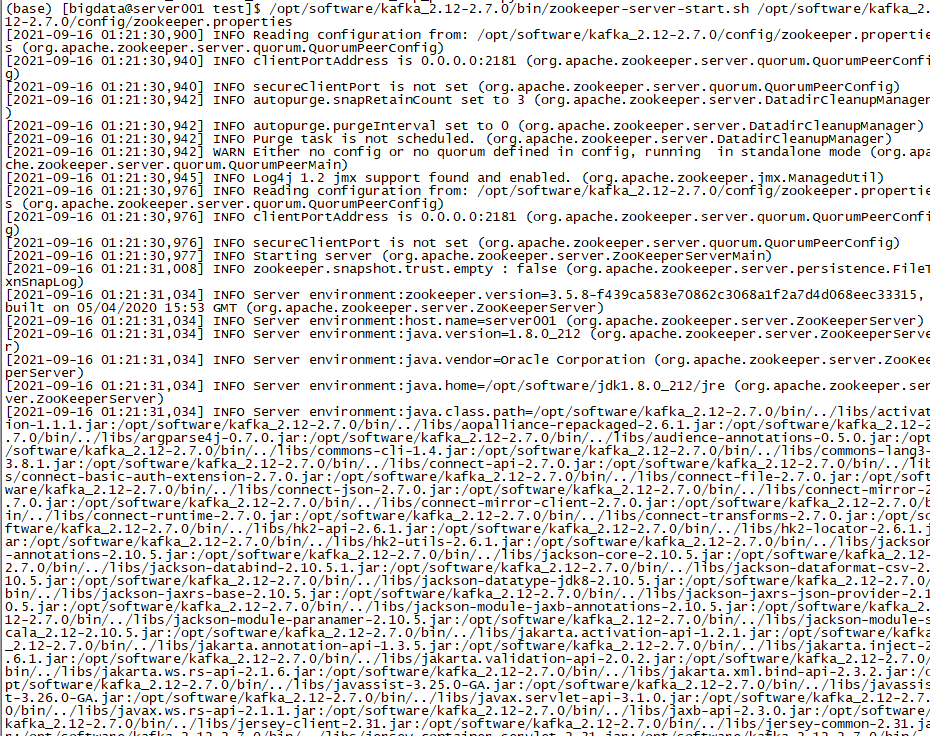 (base) [bigdata@server001 test]$ /opt/software/kafka_2.12-2.7.0/bin/zookeeper-server-start.sh /opt/software/kafka_2.
12-2.7.0/config/zookeeper.properties
[2021-09-16 01:21:30,900] INFO Reading configuration from: /opt/software/kafka_2.12-2.7.0/config/zookeeper.propertie
s (org.apache.zookeeper.server.quorum.QuorumPeerConfig)
[2021-09-16 01:21:30,940] INFO clientPortAddress is 0.0.0.0:2181 (org.apache.zookeeper.server.quorum.QuorumPeerConfi
g)
[2021-09-16 01:21:30,940] INFO secureClientPort is not set (org.apache.zookeeper.server.quorum.QuorumPeerConfig)
[2021-09-16 01:21:30,942] INFO autopurge.snapRetainCount set to 3 (org.apache.zookeeper.server.DatadirCleanupManager
)
[2021-09-16 01:21:30,942] INFO autopurge.purgeInterval set to 0 (org.apache.zookeeper.server.DatadirCleanupManager)
[2021-09-16 01:21:30,942] INFO Purge task is not scheduled. (org.apache.zookeeper.server.DatadirCleanupManager)
[2021-09-16 01:21:30,942] WARN Either no config or no quorum defined in config, running  in standalone mode (org.apa
che.zookeeper.server.quorum.QuorumPeerMain)
[2021-09-16 01:21:30,945] INFO Log4j 1.2 jmx support found and enabled. (org.apache.zookeeper.jmx.ManagedUtil)
[2021-09-16 01:21:30,976] INFO Reading configuration from: /opt/software/kafka_2.12-2.7.0/config/zookeeper.propertie
s (org.apache.zookeeper.server.quorum.QuorumPeerConfig)
[2021-09-16 01:21:30,976] INFO clientPortAddress is 0.0.0.0:2181 (org.apache.zookeeper.server.quorum.QuorumPeerConfi
g)
[2021-09-16 01:21:30,976] INFO secureClientPort is not set (org.apache.zookeeper.server.quorum.QuorumPeerConfig)
[2021-09-16 01:21:30,977] INFO Starting server (org.apache.zookeeper.server.ZooKeeperServerMain)
[2021-09-16 01:21:31,008] INFO zookeeper.snapshot.trust.empty : false (org.apache.zookeeper.server.persistence.FileT
xnSnapLog)
[2021-09-16 01:21:31,034] INFO Server environment:zookeeper.version=3.5.8-f439ca583e70862c3068a1f2a7d4d068eec33315,
built on 05/04/2020 15:53 GMT (org.apache.zookeeper.server.ZooKeeperServer)
[2021-09-16 01:21:31,034] INFO Server environment:host.name=server001 (org.apache.zookeeper.server.ZooKeeperServer)
[2021-09-16 01:21:31,034] INFO Server environment:java.version=1.8.0_212 (org.apache.zookeeper.server.ZooKeeperServe
r)
[2021-09-16 01:21:31,034] INFO Server environment:java.vendor=Oracle Corporation (org.apache.zookeeper.server.ZooKee
perServer)
[2021-09-16 01:21:31,034] INFO Server environment:java.home=/opt/software/jdk1.8.0_212/jre (org.apache.zookeeper.ser
ver.ZooKeeperServer)
[2021-09-16 01:21:31,034] INFO Server environment:java.class.path=/opt/software/kafka_2.12-2.7.0/bin/../libs/activat
ion-1.1.1.jar:/opt/software/kafka_2.12-2.7.0/bin/../libs/aopalliance-repackaged-2.6.1.jar:/opt/software/kafka_2.12-2
.7.0/bin/../libs/argparse4j-0.7.0.jar:/opt/software/kafka_2.12-2.7.0/bin/../libs/audience-annotations-0.5.0.jar:/opt
/software/kafka_2.12-2.7.0/bin/../libs/commons-cli-1.4.jar:/opt/software/kafka_2.12-2.7.0/bin/../libs/commons-lang3-
3.8.1.jar:/opt/software/kafka_2.12-2.7.0/bin/../libs/connect-api-2.7.0.jar:/opt/software/kafka_2.12-2.7.0/bin/../lib
s/connect-basic-auth-extension-2.7.0.jar:/opt/software/kafka_2.12-2.7.0/bin/../libs/connect-file-2.7.0.jar:/opt/soft
ware/kafka_2.12-2.7.0/bin/../libs/connect-json-2.7.0.jar:/opt/software/kafka_2.12-2.7.0/bin/../libs/connect-mirror-2
.7.0.jar:/opt/software/kafka_2.12-2.7.0/bin/../libs/connect-mirror-client-2.7.0.jar:/opt/software/kafka_2.12-2.7.0/b
in/../libs/connect-runtime-2.7.0.jar:/opt/software/kafka_2.12-2.7.0/bin/../libs/connect-transforms-2.7.0.jar:/opt/so
ftware/kafka_2.12-2.7.0/bin/../libs/hk2-api-2.6.1.jar:/opt/software/kafka_2.12-2.7.0/bin/../libs/hk2-locator-2.6.1.j
ar:/opt/software/kafka_2.12-2.7.0/bin/../libs/hk2-utils-2.6.1.jar:/opt/software/kafka_2.12-2.7.0/bin/../libs/jackson
-annotations-2.10.5.jar:/opt/software/kafka_2.12-2.7.0/bin/../libs/jackson-core-2.10.5.jar:/opt/software/kafka_2.12-
2.7.0/bin/../libs/jackson-databind-2.10.5.1.jar:/opt/software/kafka_2.12-2.7.0/bin/../libs/jackson-dataformat-csv-2.
10.5.jar:/opt/software/kafka_2.12-2.7.0/bin/../libs/jackson-datatype-jdk8-2.10.5.jar:/opt/software/kafka_2.12-2.7.0/
bin/../libs/jackson-jaxrs-base-2.10.5.jar:/opt/software/kafka_2.12-2.7.0/bin/../libs/jackson-jaxrs-json-provider-2.1
0.5.jar:/opt/software/kafka_2.12-2.7.0/bin/../libs/jackson-module-jaxb-annotations-2.10.5.jar:/opt/software/kafka_2.
12-2.7.0/bin/../libs/jackson-module-paranamer-2.10.5.jar:/opt/software/kafka_2.12-2.7.0/bin/../libs/jackson-module-s
cala_2.12-2.10.5.jar:/opt/software/kafka_2.12-2.7.0/bin/../libs/jakarta.activation-api-1.2.1.jar:/opt/software/kafka
_2.12-2.7.0/bin/../libs/jakarta.annotation-api-1.3.5.jar:/opt/software/kafka_2.12-2.7.0/bin/../libs/jakarta.inject-2
.6.1.jar:/opt/software/kafka_2.12-2.7.0/bin/../libs/jakarta.validation-api-2.0.2.jar:/opt/software/kafka_2.12-2.7.0/
bin/../libs/jakarta.ws.rs-api-2.1.6.jar:/opt/software/kafka_2.12-2.7.0/bin/../libs/jakarta.xml.bind-api-2.3.2.jar:/o
pt/software/kafka_2.12-2.7.0/bin/../libs/javassist-3.25.0-GA.jar:/opt/software/kafka_2.12-2.7.0/bin/../libs/javassis
t-3.26.0-GA.jar:/opt/software/kafka_2.12-2.7.0/bin/../libs/javax.servlet-api-3.1.0.jar:/opt/software/kafka_2.12-2.7.
0/bin/../libs/javax.ws.rs-api-2.1.1.jar:/opt/software/kafka_2.12-2.7.0/bin/../libs/jaxb-api-2.3.0.jar:/opt/software/
kafka_2.12-2.7.0/bin/../libs/jersey-client-2.31.jar:/opt/software/kafka_2.12-2.7.0/bin/../libs/jersey-common-2.31.ja
r:/opt/software/kafka_2.12-2.7.0/bin/../libs/jersey-container-servlet-2.31.jar:/opt/software/kafka_2.12-2.7.0/bin/..